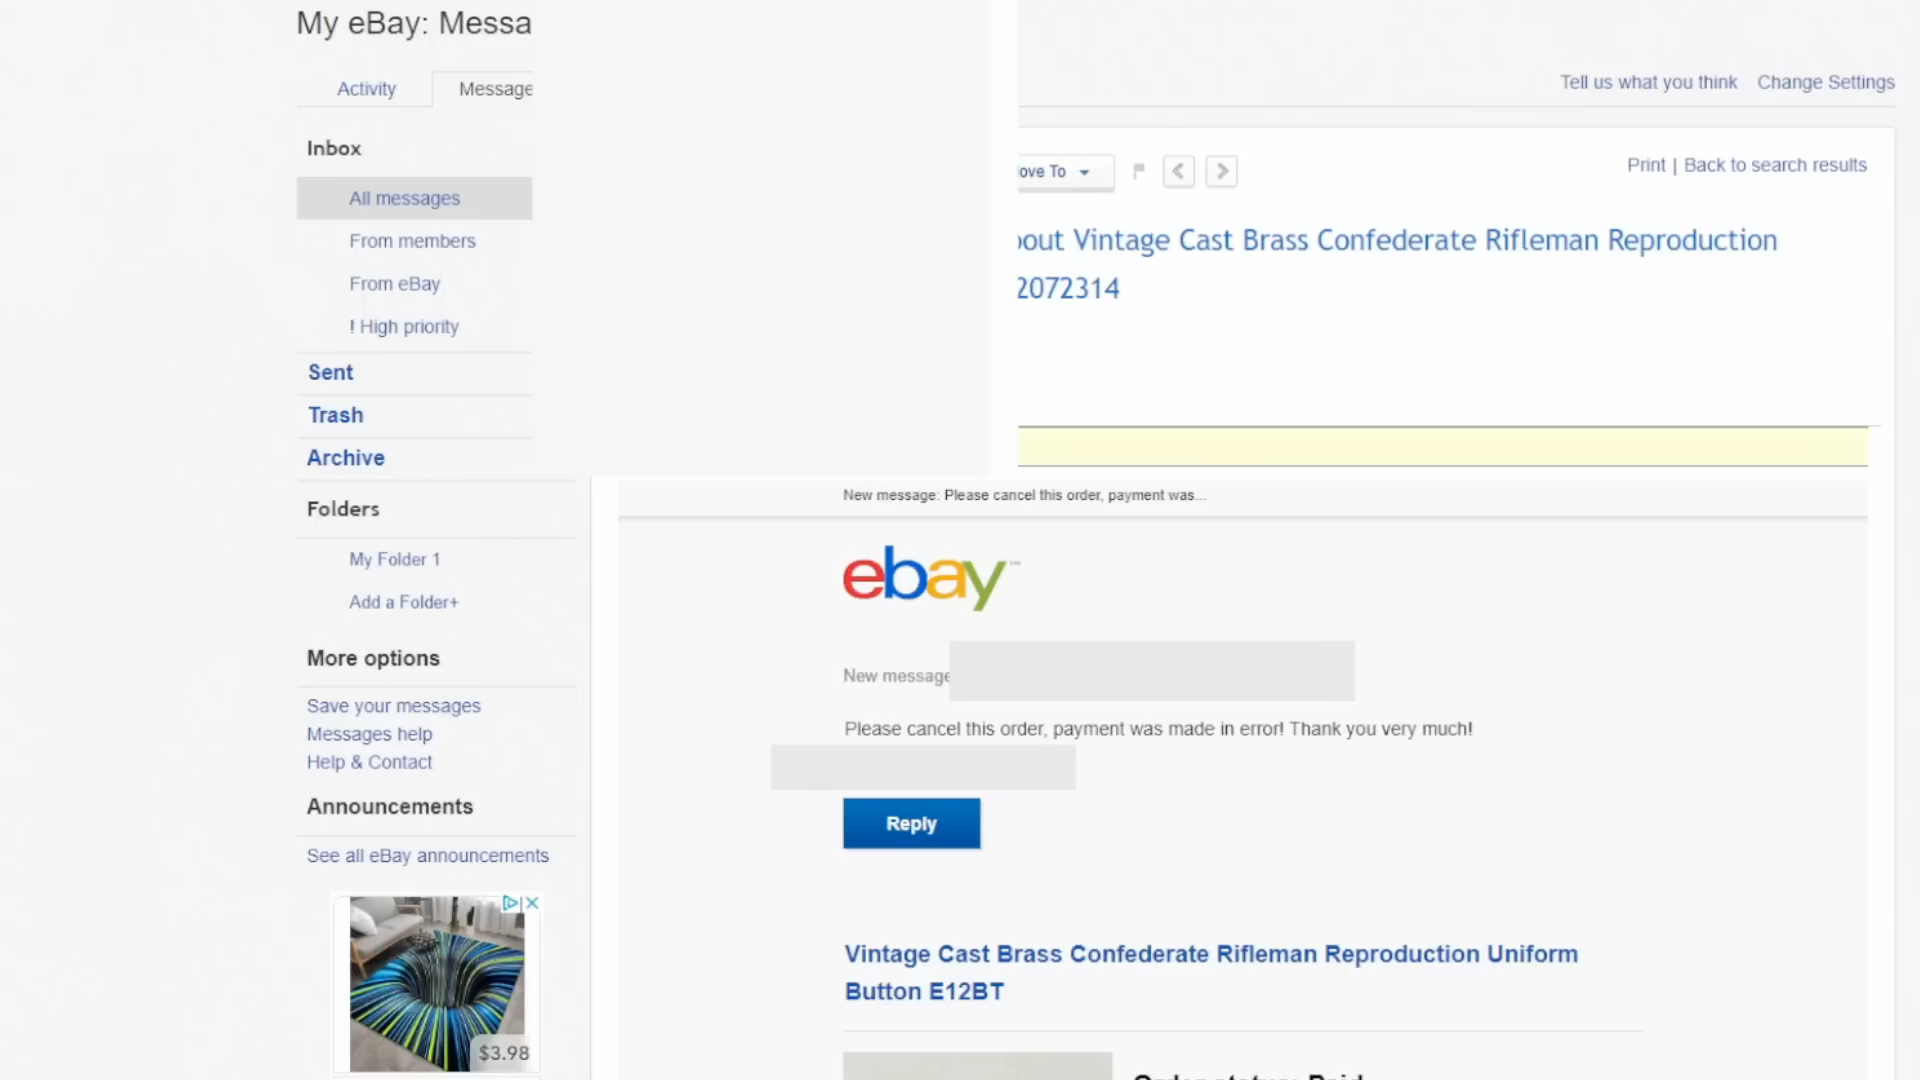 My eBay: Messa
Activity
Message
Tell us what you think
Change Settings
Inbox
All messages
From members
From eBay
! High priority
Sent
Trash
Archive
Folders
My Folder 1
Add a Folder+
More options
Save your messages
Messages help
Help & Contact
Announcements
See all eBay announcements
$3.98
ove To
Print | Back to search results
out Vintage Cast Brass Confederate Rifleman Reproduction
2072314
New message: Please cancel this order, payment was...
ebay™
New message
Please cancel this order, payment was made in error! Thank you very much!
Reply
Vintage Cast Brass Confederate Rifleman Reproduction Uniform
Button E12BT
Order status: Paid